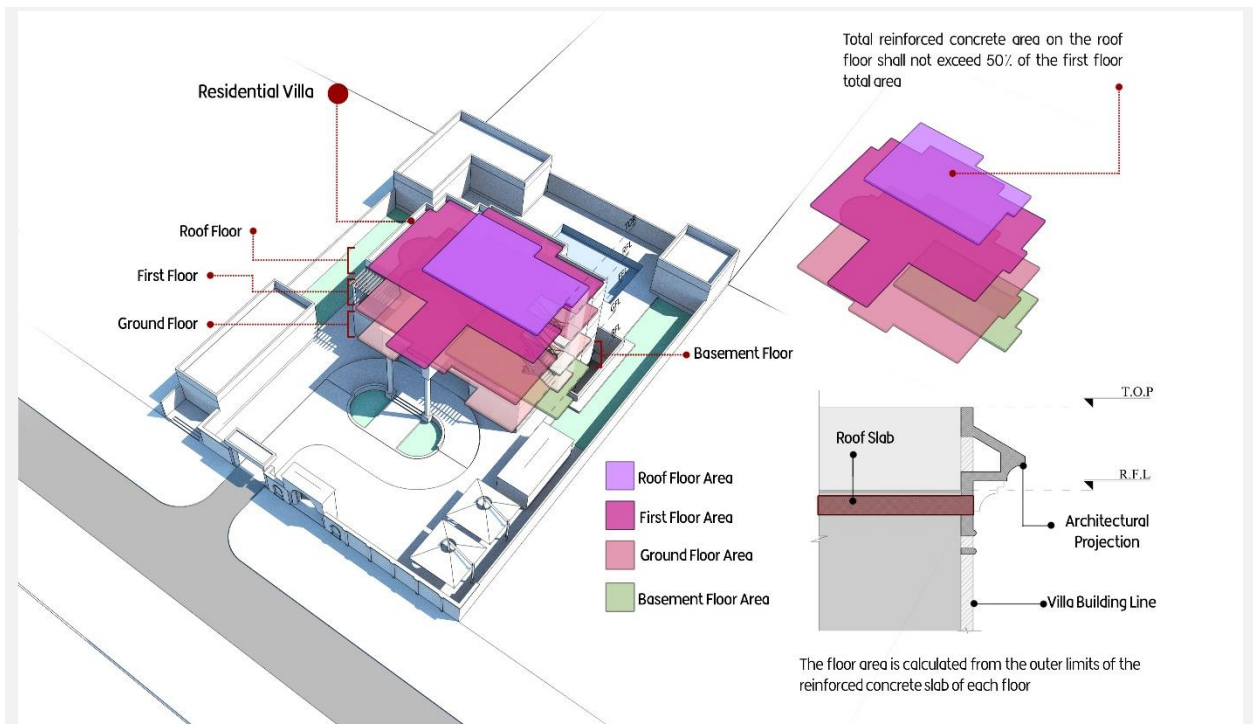 Total reinforced concrete area on the roof
floor shall not exceed 50% of the first floor
total area
Residential Villa
Roof Floor
First Floor
Ground Floor
Basement Floor
T.O.P
Roof Slab
R.F.L
Architectural
Projection
Villa Building Line
Roof Floor Area
First Floor Area
Ground Floor Area
Basement Floor Area
The floor area is calculated from the outer limits of the
reinforced concrete slab of each floor